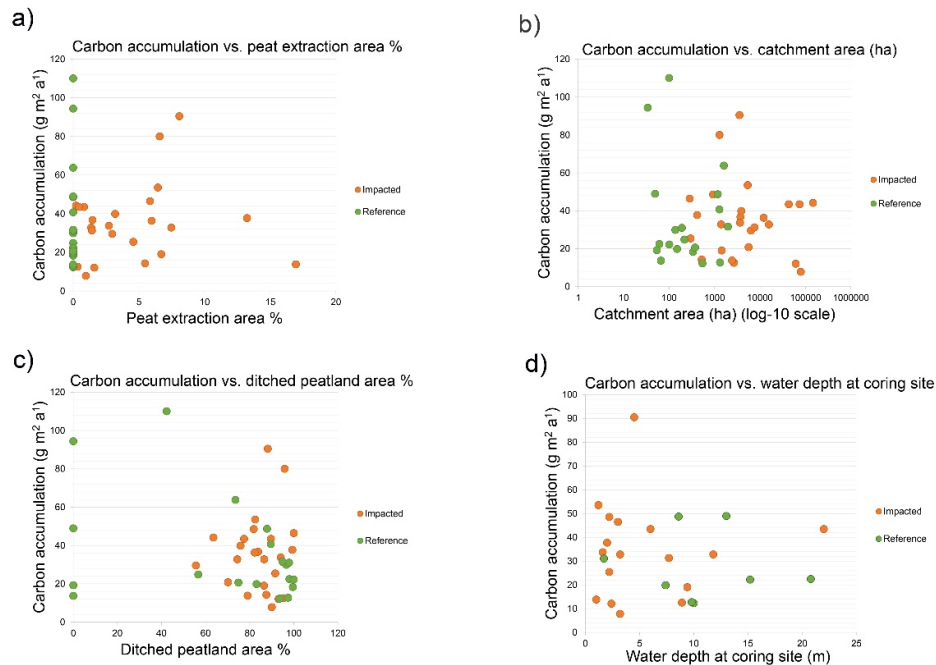 a)
Carbon accumulation vs. peat extraction area %
Carbon accumulation (g m² a¹)
120
100
80
60
40
20
0
0 5 10 15 20
Peat extraction area %
Impacted
Reference
b)
Carbon accumulation vs. catchment area (ha)
Carbon accumulation (g m² a¹)
120
100
80
60
40
20
0
1 10 100 1000 10000 100000 1000000
Catchment area (ha) (log-10 scale)
Impacted
Reference
c)
Carbon accumulation vs. ditched peatland area %
Carbon accumulation (g m² a¹)
120
100
80
60
40
20
0
0 20 40 60 80 100 120
Ditched peatland area %
Impacted
Reference
d)
Carbon accumulation vs. water depth at coring site
Carbon accumulation (g m² a¹)
100
90
80
70
60
50
40
30
20
10
0
0 5 10 15 20 25
Water depth at coring site (m)
Impacted
Reference